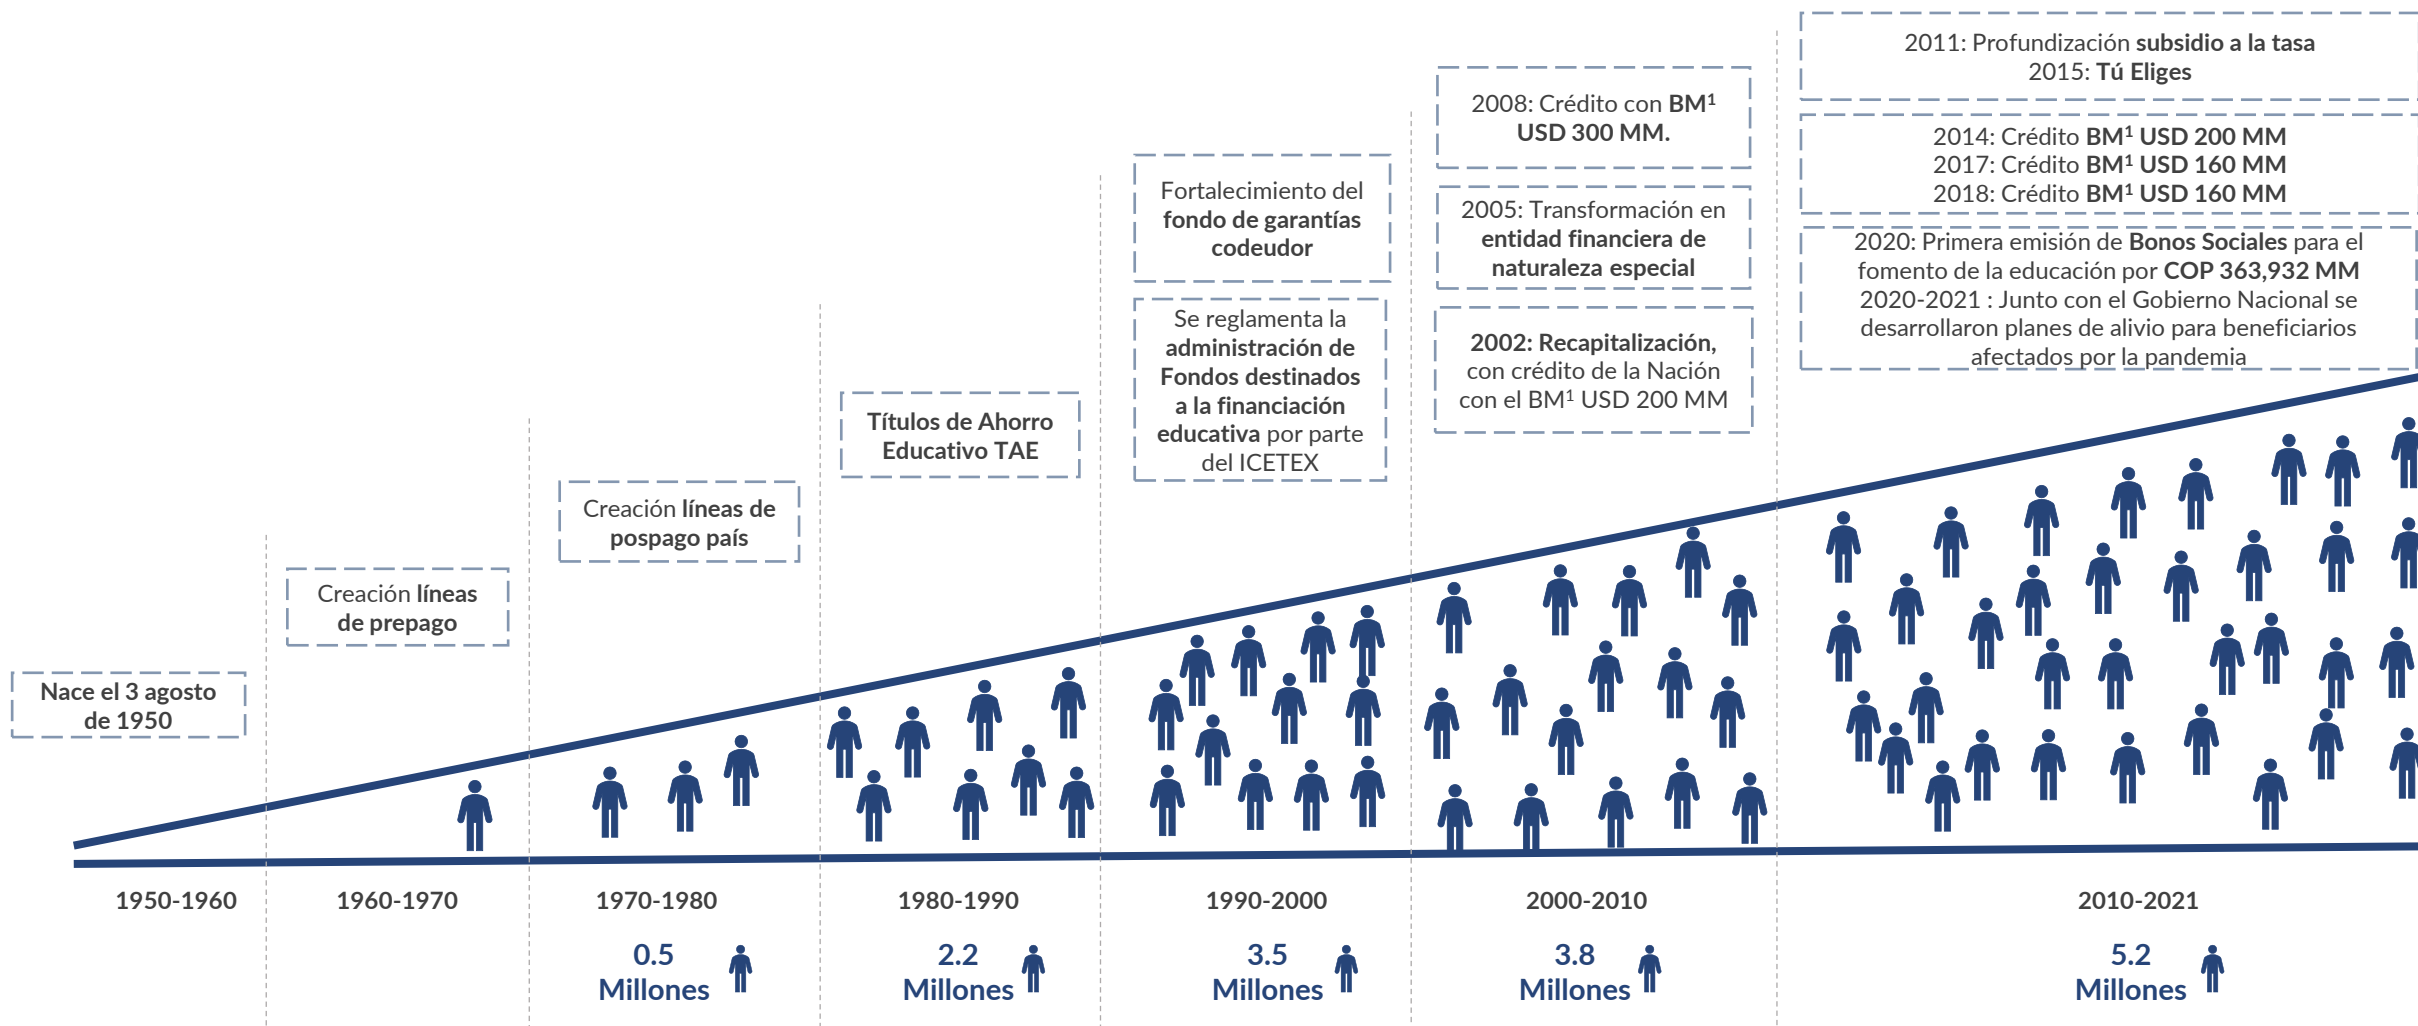 Nace el 3 agosto
de 1950
Creación líneas
de prepago
Creación líneas de
pospago país
Títulos de Ahorro
Educativo TAE
Fortalecimiento del
fondo de garantías
codeudor
Se reglamenta la
administración de
Fondos destinados
a la financiación
educativa por parte
del ICETEX
2008: Crédito con BM¹
USD 300 MM.
2005: Transformación en
entidad financiera de
naturaleza especial
2002: Recapitalización,
con crédito de la Nación
con el BM¹ USD 200 MM
2011: Profundización subsidio a la tasa
2015: Tú Eliges
2014: Crédito BM¹ USD 200 MM
2017: Crédito BM¹ USD 160 MM
2018: Crédito BM¹ USD 160 MM
2020: Primera emisión de Bonos Sociales para el
fomento de la educación por COP 363,932 MM
2020-2021 : Junto con el Gobierno Nacional se
desarrollaron planes de alivio para beneficiarios
afectados por la pandemia
1950-1960
1960-1970
1970-1980
1980-1990
1990-2000
2000-2010
2010-2021
0.5
Millones
2.2
Millones
3.5
Millones
3.8
Millones
5.2
Millones